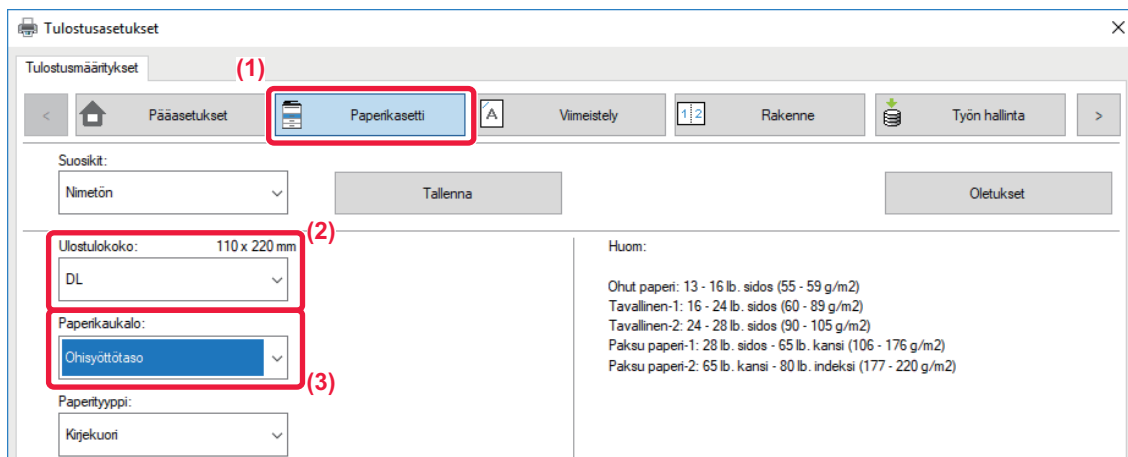 Tulostusasetukset
Tulostusmääritykset
(1)
< Pääasetukset Paperikasetti A Viimeistely 1 2 Rakenne Työn hallinta >
Suosikit:
Nimetön Tallenna Oletukset
(2)
Ulostulokoko: 110 x 220 mm
DL
Paperikaukalo:
Ohisyöttötaso
(3)
Paperityyppi:
Kirjekuori
Huom:
Ohut paperi: 13 - 16 lb. sidos (55 - 59 g/m2)
Tavallinen-1: 16 - 24 lb. sidos (60 - 89 g/m2)
Tavallinen-2: 24 - 28 lb. sidos (90 - 105 g/m2)
Paksu paperi-1: 28 lb. sidos - 65 lb. kansi (106 - 176 g/m2)
Paksu paperi-2: 65 lb. kansi - 80 lb. indeksi (177 - 220 g/m2)